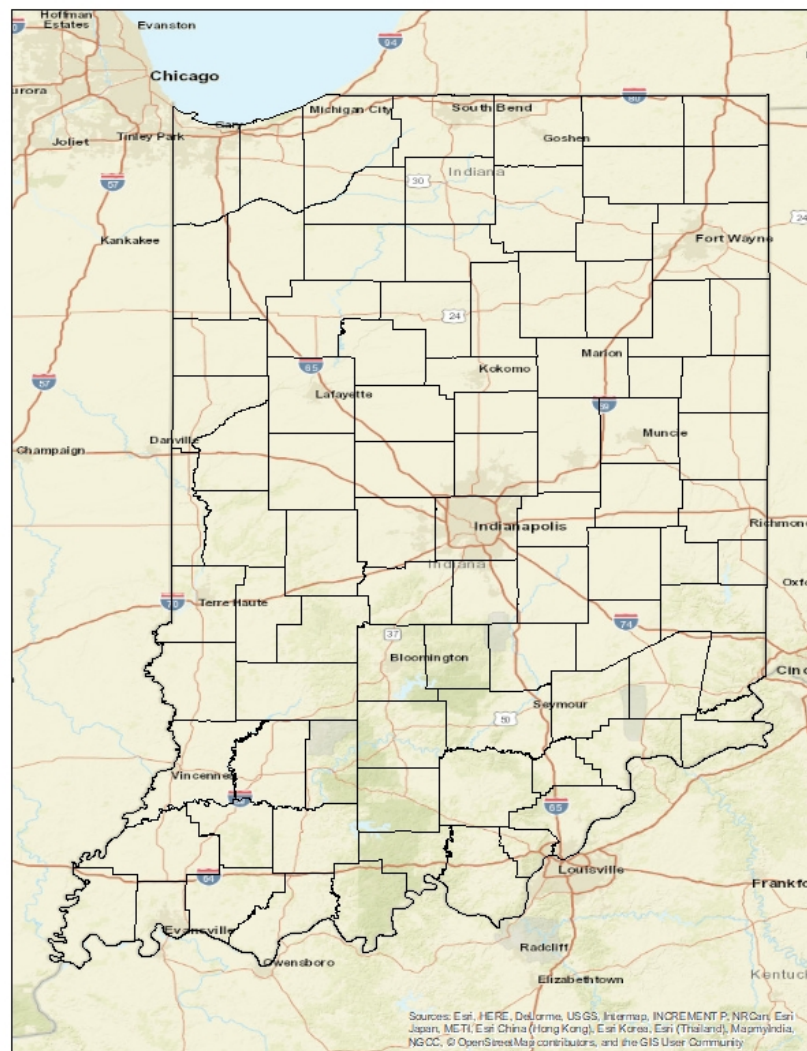 Hoffman
Estates
Evanston
94
Chicago
urora
Michigan City
South Bend
80
Gary
Joliet
Tinley Park
Goshen
57
30
Indiana
24
Kankakee
Fort Wayne
24
Marion
65
Kokomo
57
Lafayette
69
Danville
Muncie
Champaign
Indianapolis
Richmon
Indiana
Oxfo
70
Terre Haute
74
37
Bloomington
Cinc
Seymour
50
Vincennes
65
64
Louisville
Frankfo
Evansville
Radcliff
Owensboro
Elizabethtown
Kentuc
Sources: Esri, HERE, DeLorme, USGS, Intermap, INCREMENT P, NRCan, Esri
Japan, METI, Esri China (Hong Kong), Esri Korea, Esri (Thailand), MapmyIndia,
NGCC, © OpenStreetMap contributors, and the GIS User Community